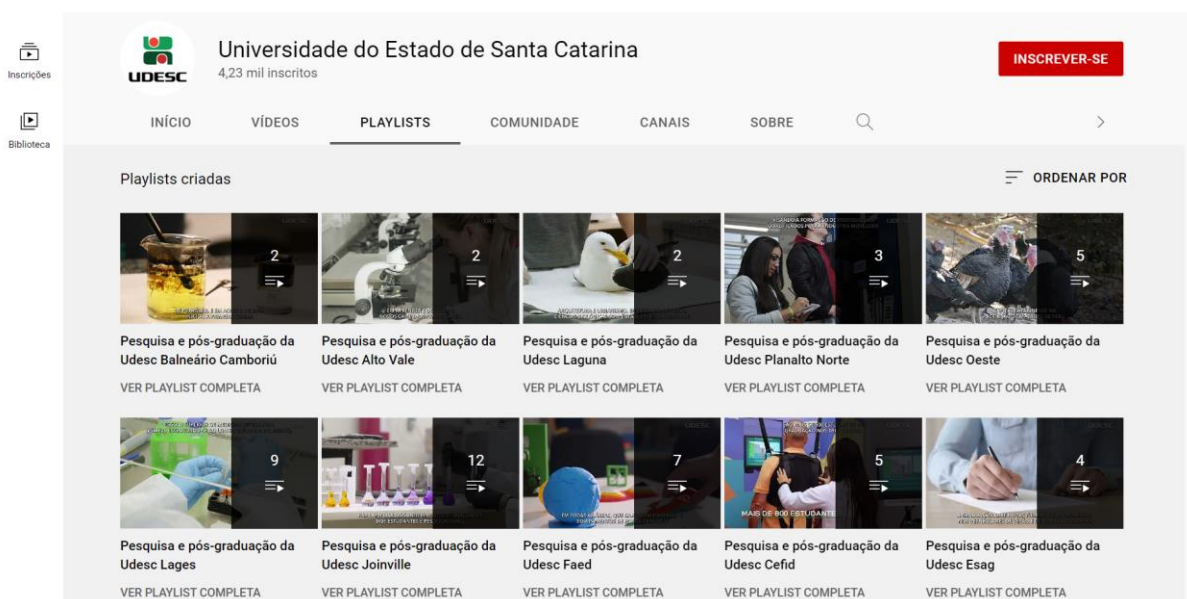 Inscrições
Biblioteca
UDESC
Universidade do Estado de Santa Catarina
4,23 mil inscritos
INSCREVER-SE
INÍCIO VÍDEOS PLAYLISTS COMUNIDADE CANAIS SOBRE
Playlists criadas
ORDENAR POR
2 2 2 3 5
Pesquisa e pós-graduação da
Udesc Balneário Camboriú
VER PLAYLIST COMPLETA
Pesquisa e pós-graduação da
Udesc Alto Vale
VER PLAYLIST COMPLETA
Pesquisa e pós-graduação da
Udesc Laguna
VER PLAYLIST COMPLETA
Pesquisa e pós-graduação da
Udesc Planalto Norte
VER PLAYLIST COMPLETA
Pesquisa e pós-graduação da
Udesc Oeste
VER PLAYLIST COMPLETA
9 12 7 5 4
MAIS DE 800 ESTUDANTE
Pesquisa e pós-graduação da
Udesc Lages
VER PLAYLIST COMPLETA
Pesquisa e pós-graduação da
Udesc Joinville
VER PLAYLIST COMPLETA
Pesquisa e pós-graduação da
Udesc Faed
VER PLAYLIST COMPLETA
Pesquisa e pós-graduação da
Udesc Cefid
VER PLAYLIST COMPLETA
Pesquisa e pós-graduação da
Udesc Esag
VER PLAYLIST COMPLETA